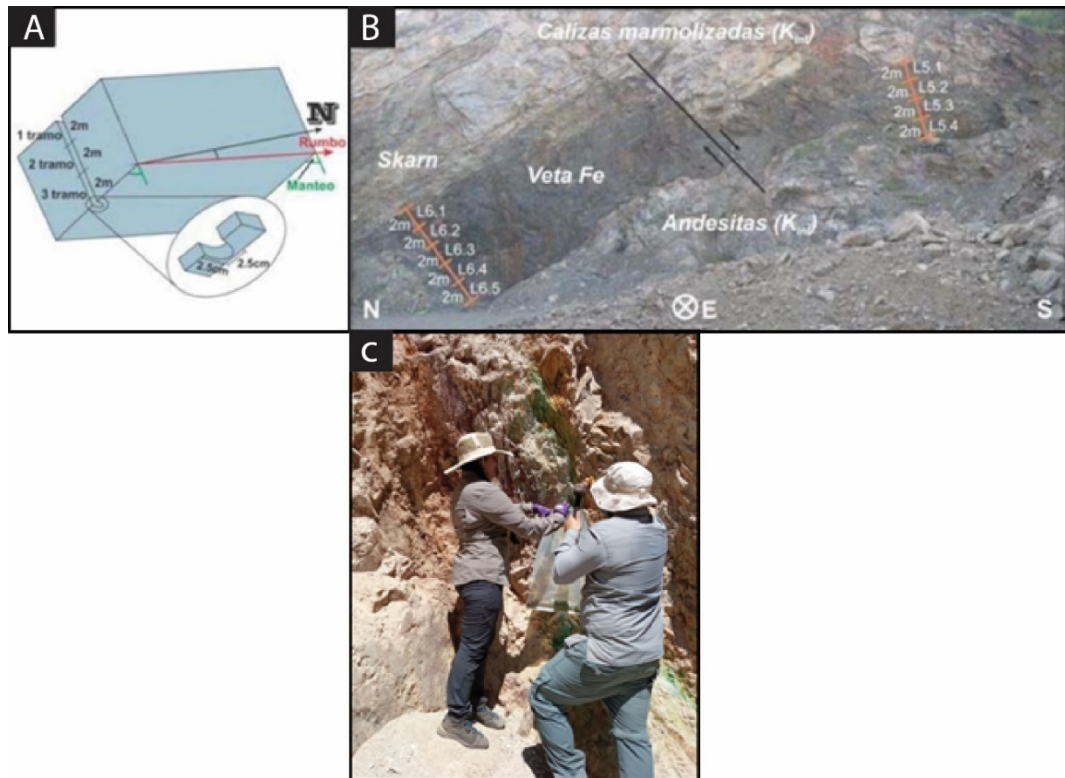 A
N
1 tramo
2m
Rumbo
2m
2 tramo
Manteo
2m
3 tramo
2.5cm
2.5cm
B
Calizas marmolizadas
L5.1
2m
L5.2
2m
L5.3
2m
L5.4
2m
Skarn
Veta Fe
Andesitas
L6.1
2m
L6.2
2m
L6.3
2m
L6.4
2m
L6.5
2m
N
E
S
C